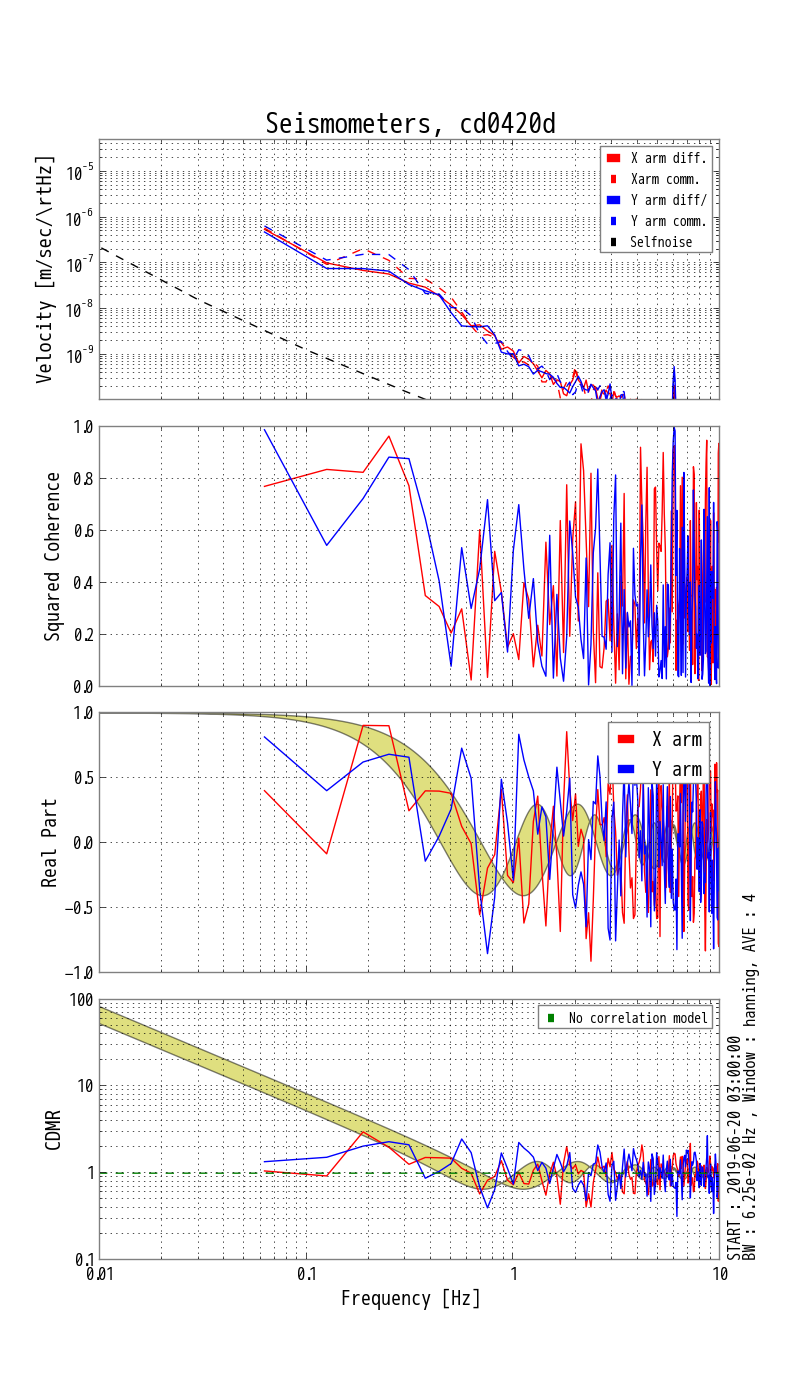 Seismometers, cd0420d
Velocity [m/sec/\rtHz]
10^-5
10^-6
10^-7
10^-8
10^-9
X arm diff.
Xarm comm.
Y arm diff/
Y arm comm.
Selfnoise
Squared Coherence
1.0
0.8
0.6
0.4
0.2
0.0
Real Part
1.0
0.5
0.0
−0.5
−1.0
X arm
Y arm
CDMR
100
10
1
0.1
No correlation model
0.01
0.1
1
10
Frequency [Hz]
START : 2019-06-20 03:00:00
BW : 6.25e-02 Hz , Window : hanning, AVE : 4